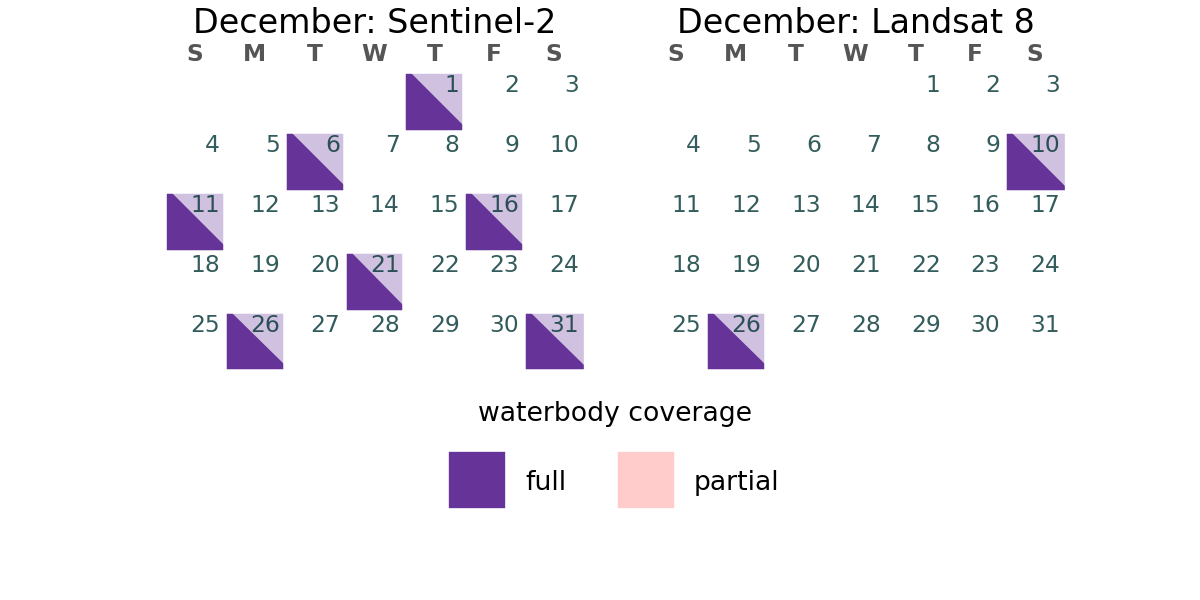 December: Sentinel-2
S M T W T F S
1 2 3
4 5 6 7 8 9 10
11 12 13 14 15 16 17
18 19 20 21 22 23 24
25 26 27 28 29 30 31
December: Landsat 8
S M T W T F S
1 2 3
4 5 6 7 8 9 10
11 12 13 14 15 16 17
18 19 20 21 22 23 24
25 26 27 28 29 30 31
waterbody coverage
full
partial